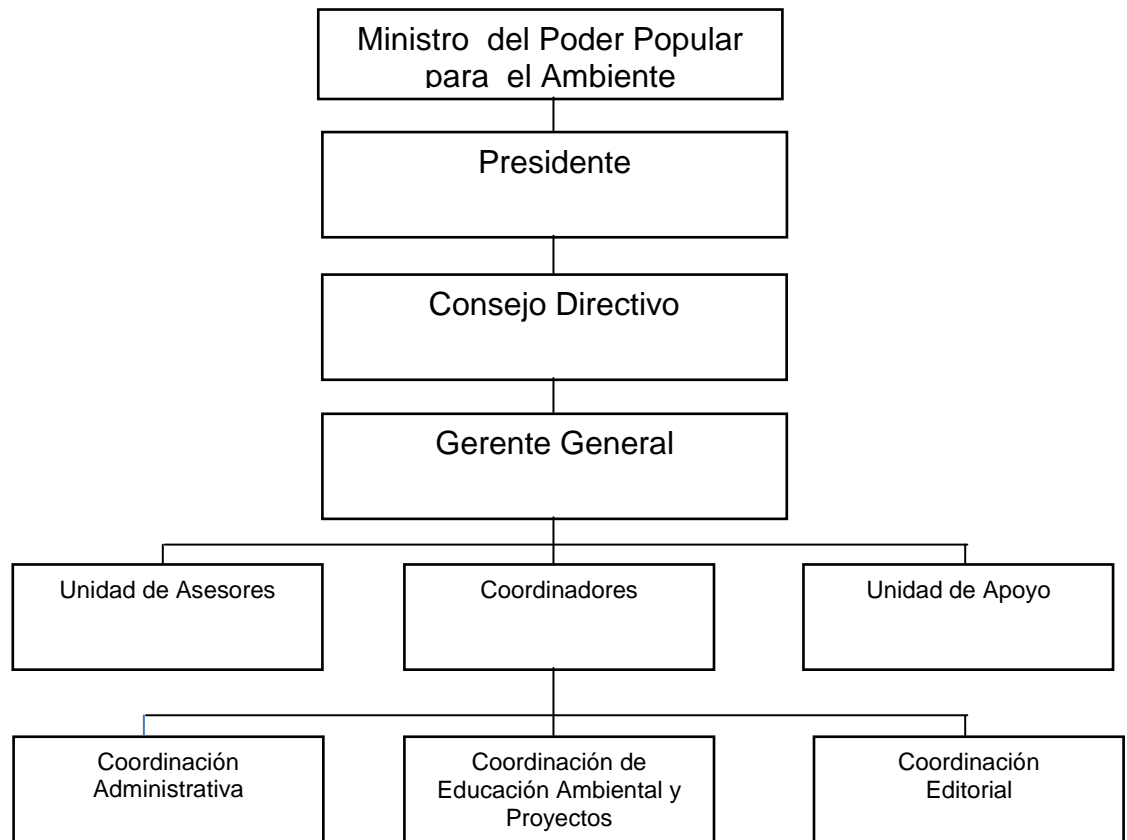 Ministro del Poder Popular
para el Ambiente
Presidente
Consejo Directivo
Gerente General
Unidad de Asesores
Coordinadores
Unidad de Apoyo
Coordinación
Administrativa
Coordinación de
Educación Ambiental y
Proyectos
Coordinación
Editorial